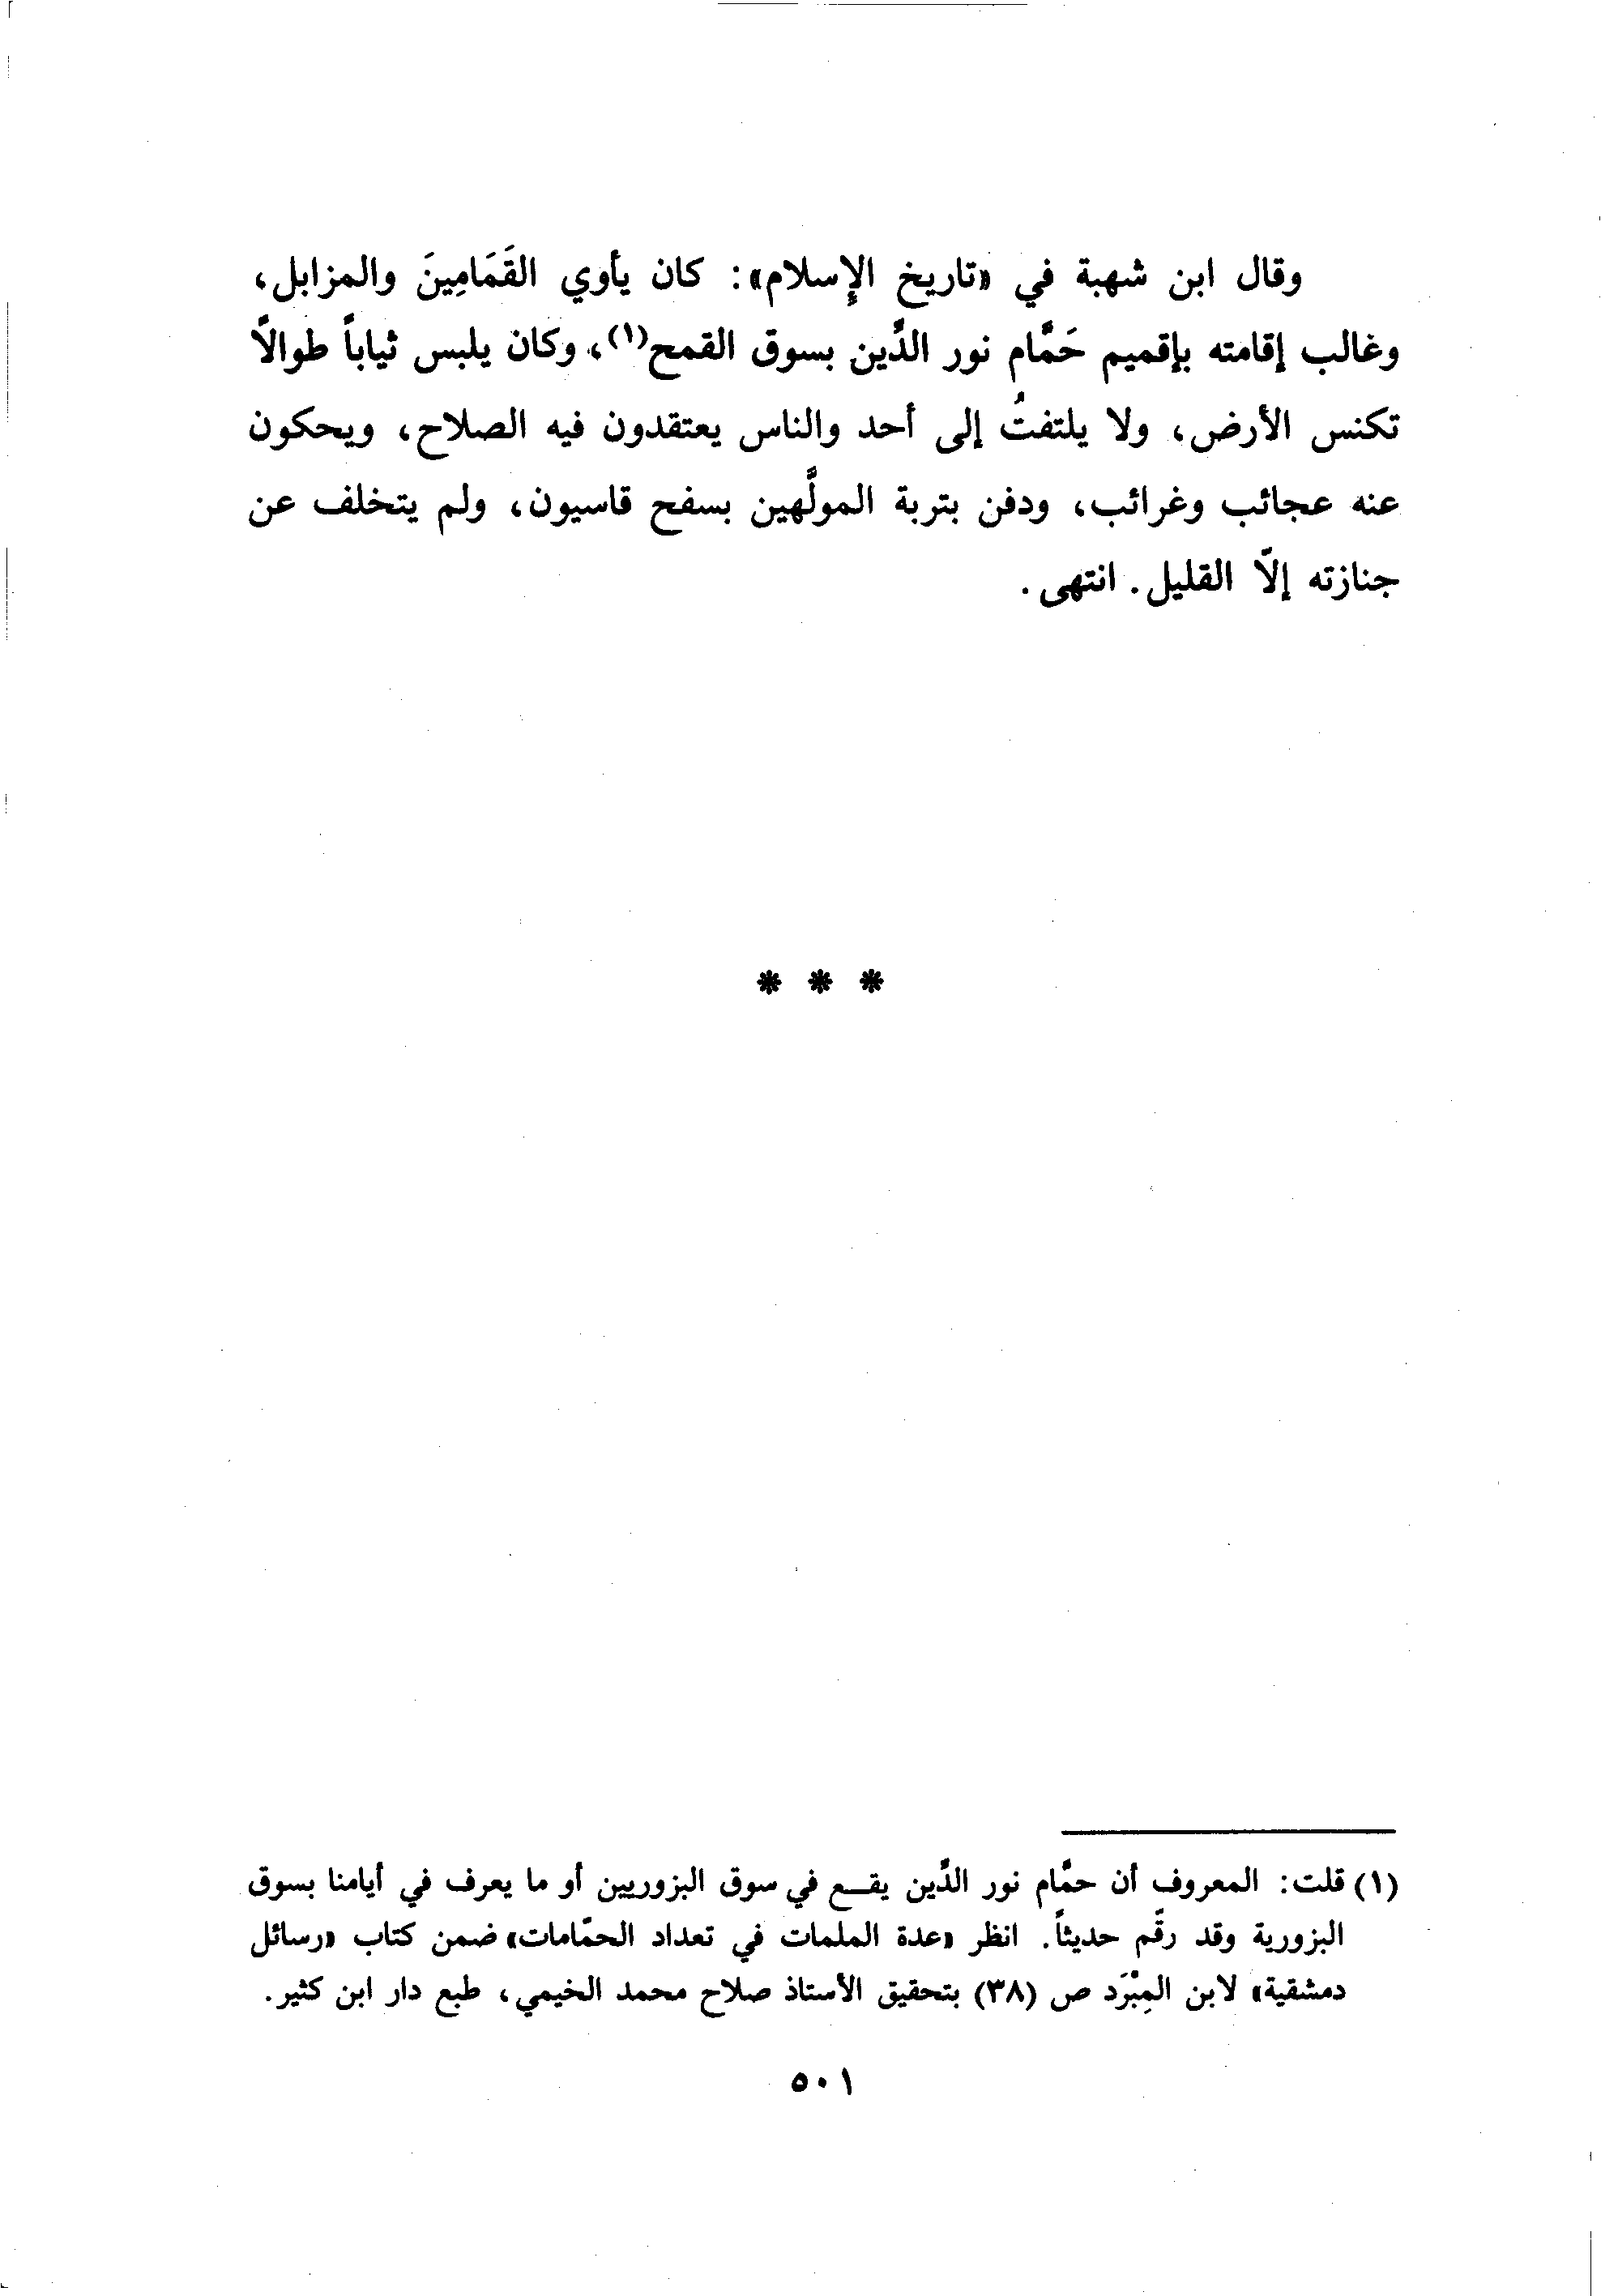 وقال ابن شهبة في «تاريخ الإسلام»: كان يأوي القَمَامِينَ والمزابل،
وغالب إقامته بإقميم حَمَّام نور الدِّين بسوق القمح(١)، وكان يلبس ثياباً طوالاً
تكنس الأرض، ولا يلتفتُ إلى أحد والناس يعتقدون فيه الصلاح، ويحكون
عنه عجائب وغرائب، ودفن بتربة المولَّهين بسفح قاسيون، ولم يتخلف عن
جنازته إلاّ القليل. انتهى.
* * *
(١) قلت: المعروف أن حمَّام نور الدِّين يقـع في سوق البزوريين أو ما يعرف في أيامنا بسوق
البزورية وقد رقّم حديثاً. انظر «عدة الملمات في تعداد الحمّامات» ضمن كتاب «رسائل
دمشقية» لابن المِبْرَد ص (٣٨) بتحقيق الأستاذ صلاح محمد الخيمي، طبع دار ابن كثير.
٥٠١